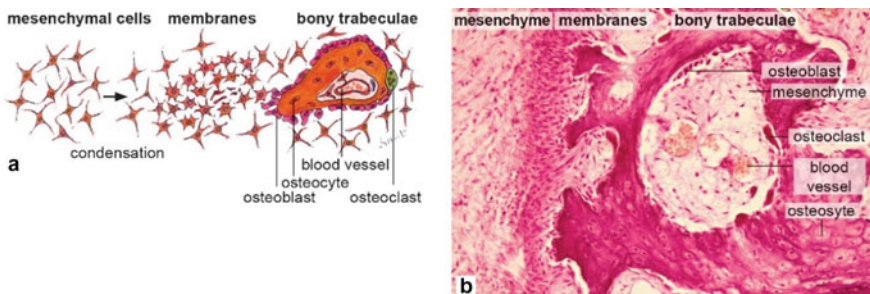 mesenchymal cells membranes bony trabeculae
condensation
blood vessel
osteocyte
osteoblast osteoclast
a
mesenchyme membranes bony trabeculae
osteoblast
mesenchyme
osteoclast
blood
vessel
osteosyte
b